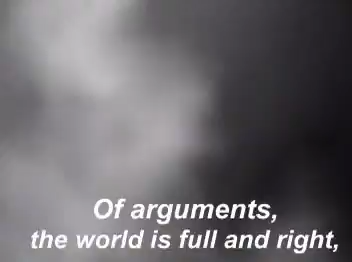 Of arguments,
the world is full and right,